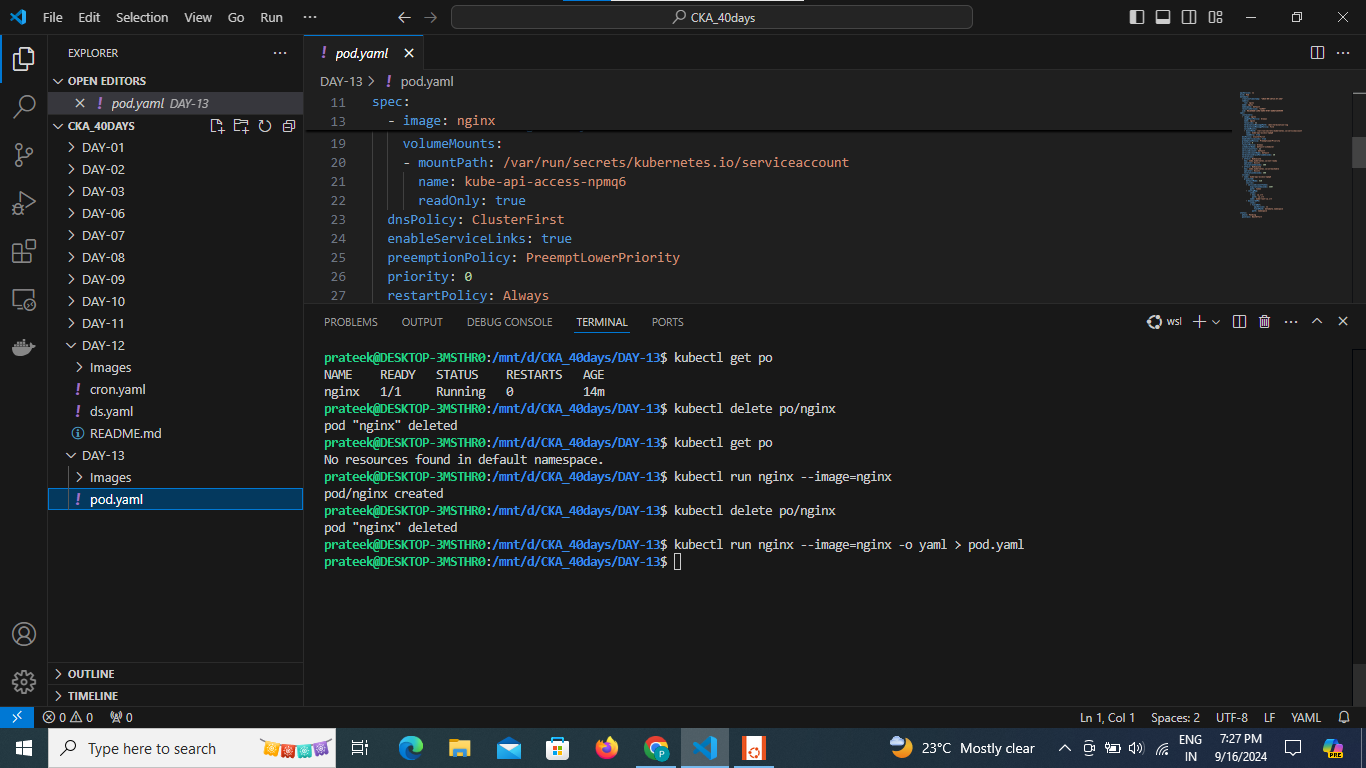 File Edit Selection View Go Run ···
CKA_40days
EXPLORER
OPEN EDITORS
pod.yaml DAY-13
CKA_40DAYS
DAY-01
DAY-02
DAY-03
DAY-06
DAY-07
DAY-08
DAY-09
DAY-10
DAY-11
DAY-12
Images
cron.yaml
ds.yaml
README.md
DAY-13
Images
pod.yaml
OUTLINE
TIMELINE
! pod.yaml
DAY-13 > ! pod.yaml
11 spec:
13 - image: nginx
19 volumeMounts:
20 - mountPath: /var/run/secrets/kubernetes.io/serviceaccount
21 name: kube-api-access-npmq6
22 readOnly: true
23 dnsPolicy: ClusterFirst
24 enableServiceLinks: true
25 preemptionPolicy: PreemptLowerPriority
26 priority: 0
27 restartPolicy: Always
PROBLEMS OUTPUT DEBUG CONSOLE TERMINAL PORTS
wsl
prateek@DESKTOP-3MSTHR0:/mnt/d/CKA_40days/DAY-13$ kubectl get po
NAME READY STATUS RESTARTS AGE
nginx 1/1 Running 0 14m
prateek@DESKTOP-3MSTHR0:/mnt/d/CKA_40days/DAY-13$ kubectl delete po/nginx
pod "nginx" deleted
prateek@DESKTOP-3MSTHR0:/mnt/d/CKA_40days/DAY-13$ kubectl get po
No resources found in default namespace.
prateek@DESKTOP-3MSTHR0:/mnt/d/CKA_40days/DAY-13$ kubectl run nginx --image=nginx
pod/nginx created
prateek@DESKTOP-3MSTHR0:/mnt/d/CKA_40days/DAY-13$ kubectl delete po/nginx
pod "nginx" deleted
prateek@DESKTOP-3MSTHR0:/mnt/d/CKA_40days/DAY-13$ kubectl run nginx --image=nginx -o yaml > pod.yaml
prateek@DESKTOP-3MSTHR0:/mnt/d/CKA_40days/DAY-13$
0 0 0
Ln 1, Col 1 Spaces: 2 UTF-8 LF YAML
Type here to search
23°C Mostly clear
ENG
IN
7:27 PM
9/16/2024
PRE